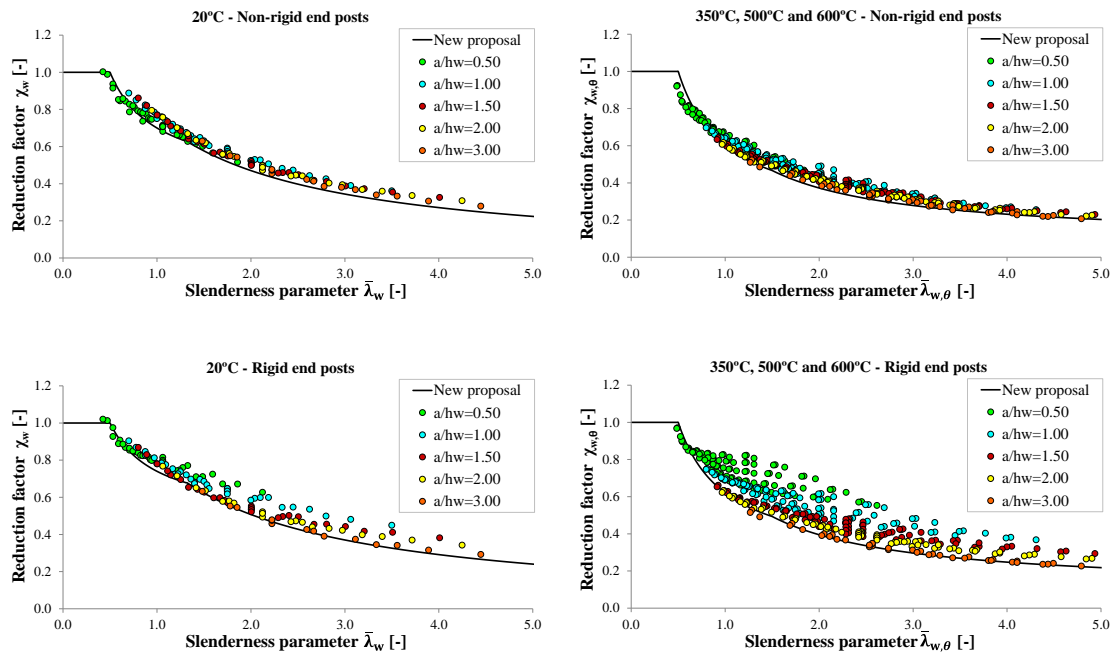 20ºC - Non-rigid end posts
Reduction factor χw [-]
1.2
1.0
0.8
0.6
0.4
0.2
0.0
New proposal
a/hw=0.50
a/hw=1.00
a/hw=1.50
a/hw=2.00
a/hw=3.00
0.0 1.0 2.0 3.0 4.0 5.0
Slenderness parameter λ̄w [-]
350ºC, 500ºC and 600ºC - Non-rigid end posts
Reduction factor χw,θ [-]
1.2
1.0
0.8
0.6
0.4
0.2
0.0
New proposal
a/hw=0.50
a/hw=1.00
a/hw=1.50
a/hw=2.00
a/hw=3.00
0.0 1.0 2.0 3.0 4.0 5.0
Slenderness parameter λ̄w,θ [-]
20ºC - Rigid end posts
Reduction factor χw [-]
1.2
1.0
0.8
0.6
0.4
0.2
0.0
New proposal
a/hw=0.50
a/hw=1.00
a/hw=1.50
a/hw=2.00
a/hw=3.00
0.0 1.0 2.0 3.0 4.0 5.0
Slenderness parameter λ̄w [-]
350ºC, 500ºC and 600ºC - Rigid end posts
Reduction factor χw,θ [-]
1.2
1.0
0.8
0.6
0.4
0.2
0.0
New proposal
a/hw=0.50
a/hw=1.00
a/hw=1.50
a/hw=2.00
a/hw=3.00
0.0 1.0 2.0 3.0 4.0 5.0
Slenderness parameter λ̄w,θ [-]